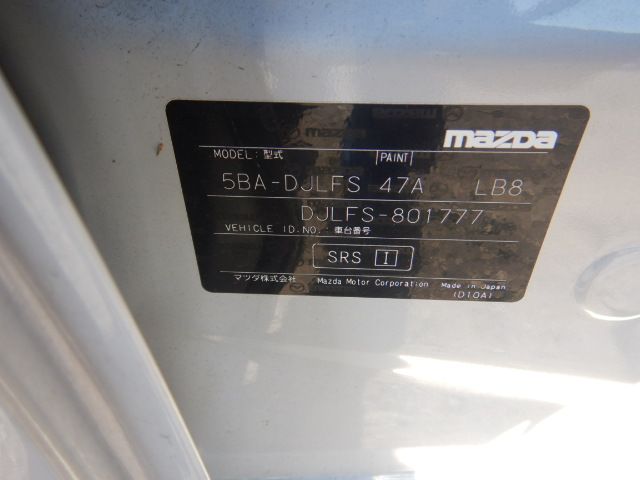 mazda
MODEL: 型式 PAINT
5BA-DJLFS 47A LB8
DJLFS-801777
VEHICLE ID.NO.: 車台番号
SRS I
マツダ株式会社 Mazda Motor Corporation Made in Japan
(D10A)